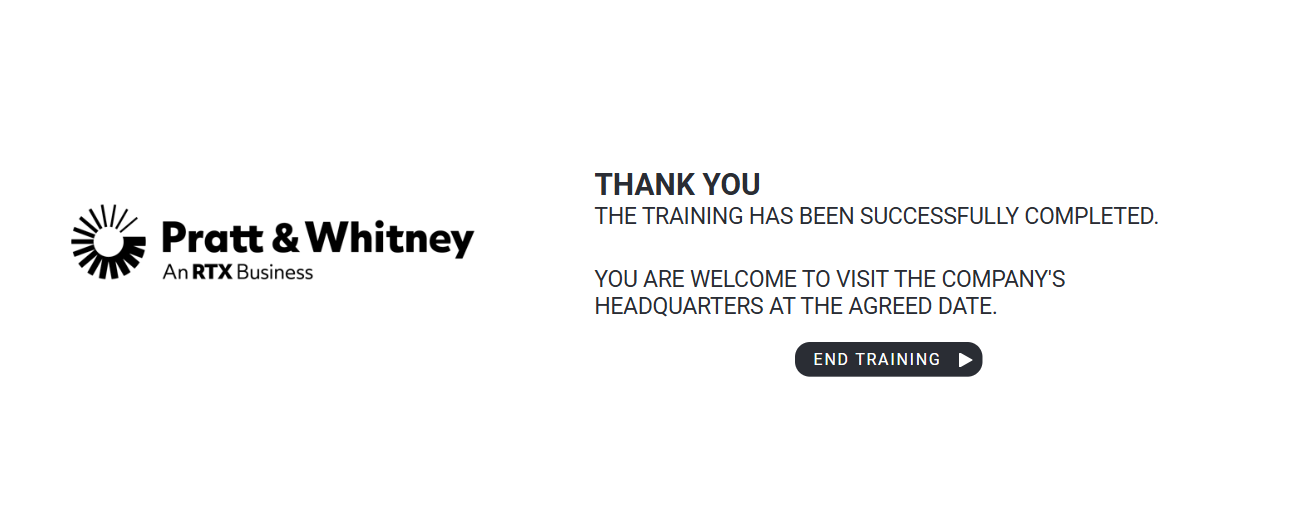 Pratt & Whitney
An RTX Business
THANK YOU
THE TRAINING HAS BEEN SUCCESSFULLY COMPLETED.
YOU ARE WELCOME TO VISIT THE COMPANY'S
HEADQUARTERS AT THE AGREED DATE.
END TRAINING